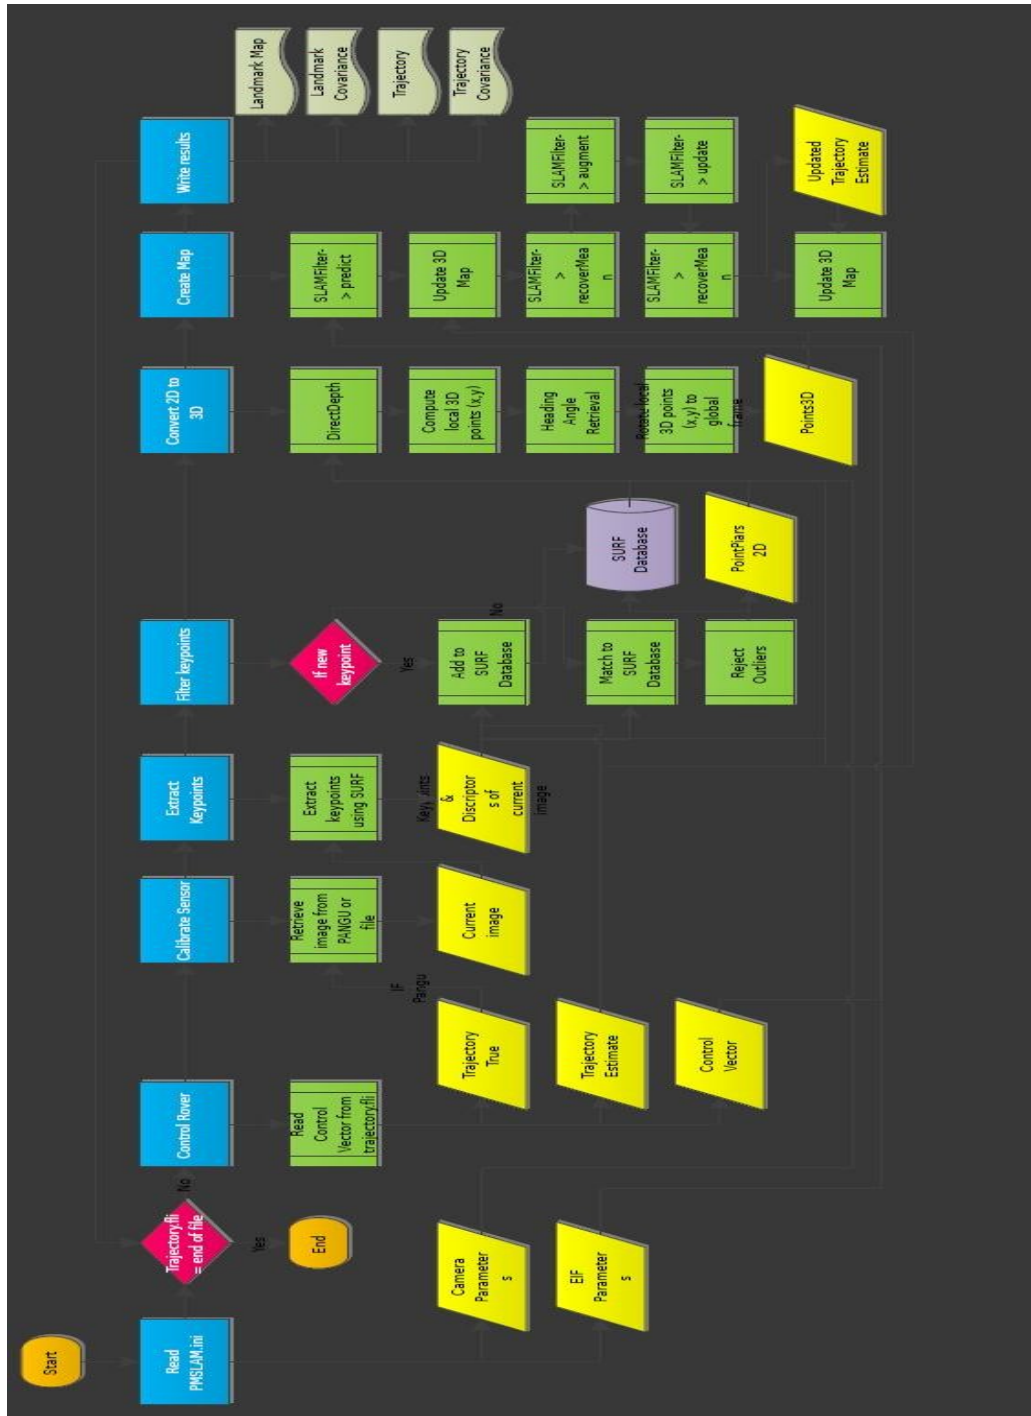 Start
Read
PMSLAM.ini
Trajectory.fli
= end of file
No
Yes
End
Control Rover
Calibrate Sensor
Extract
Keypoints
Filter keypoints
Convert 2D to
3D
Create Map
Write results
Landmark Map
Landmark
Covariance
Trajectory
Trajectory
Covariance
Camera
Parameter
s
EIF
Parameter
s
Read
Control
Vector from
trajectory.fli
Trajectory
True
Trajectory
Estimate
Control
Vector
IF
Pangu
Retrieve
image from
PANGU or
file
Current
image
Extract
keypoints
using SURF
Keypoints
&
Discriptor
s of
current
image
If new
keypoint
Yes
No
Add to
SURF
Database
Match to
SURF
Database
Reject
Outliers
SURF
Database
PointPiars
2D
DirectDepth
Compute
local 3D
points (x,y)
Heading
Angle
Retrieval
Rotate local
3D points
(x,y) to
global
frame
Points3D
SLAMFilter-
> predict
Update 3D
Map
SLAMFilter-
>
recoverMea
n
SLAMFilter-
> augment
SLAMFilter-
> update
SLAMFilter-
>
recoverMea
n
Updated
Trajectory
Estimate
Update 3D
Map